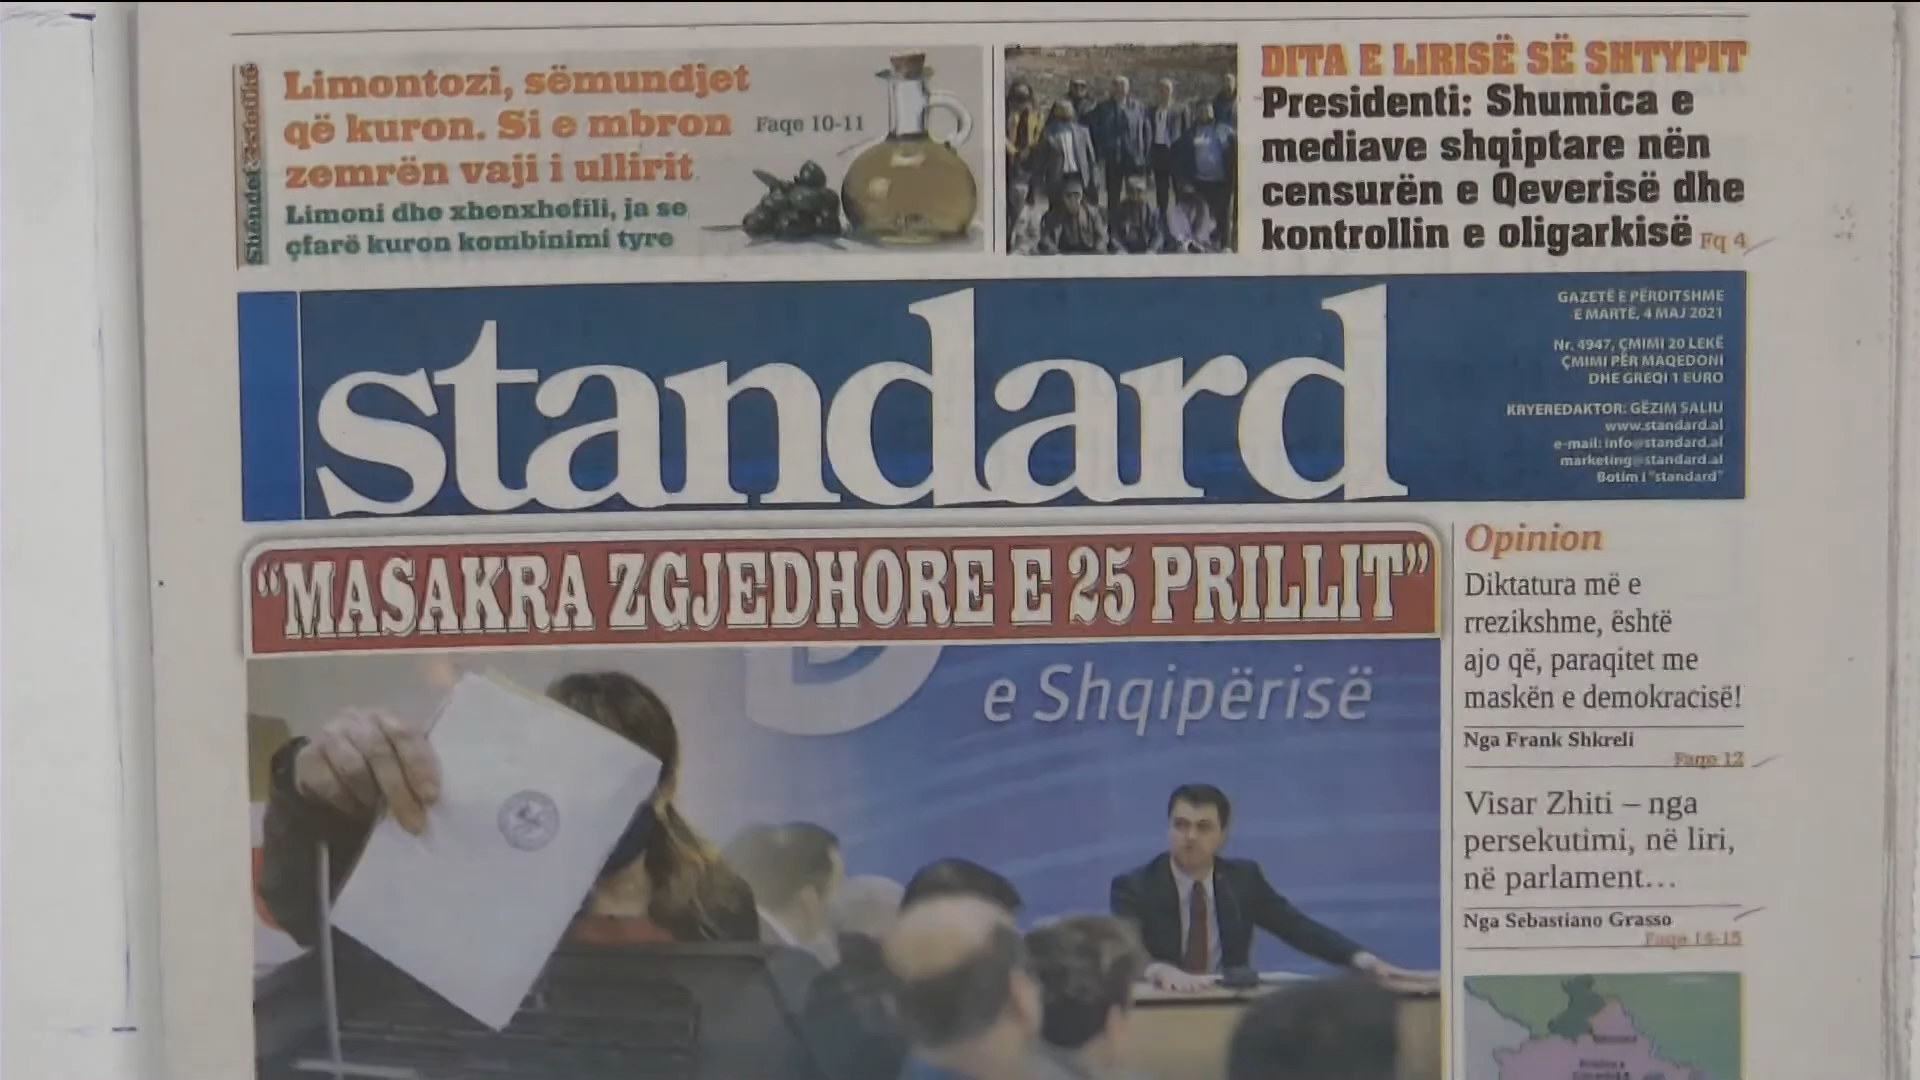 Shëndet
Limontozi, sëmundjet
që kuron. Si e mbron
zemrën vaji i ullirit
Faqe 10-11
Limoni dhe xhenxhefili, ja se
çfarë kuron kombinimi tyre
DITA E LIRISË SË SHTYPIT
Presidenti: Shumica e
mediave shqiptare nën
censurën e Qeverisë dhe
kontrollin e oligarkisë Fq 4
standard
GAZETË E PËRDITSHME
E MARTË, 4 MAJ 2021
Nr. 4947, ÇMIMI 20 LEKË
ÇMIMI PËR MAQEDONI
DHE GREQI 1 EURO
KRYEREDAKTOR: GËZIM SALIU
www.standard.al
e-mail: info@standard.al
marketing@standard.al
Botim i "standard"
“MASAKRA ZGJEDHORE E 25 PRILLIT”
e Shqipërisë
Opinion
Diktatura më e
rrezikshme, është
ajo që, paraqitet me
maskën e demokracisë!
Nga Frank Shkreli
Faqe 12
Visar Zhiti – nga
persekutimi, në liri,
në parlament…
Nga Sebastiano Grasso
Faqe 14-15